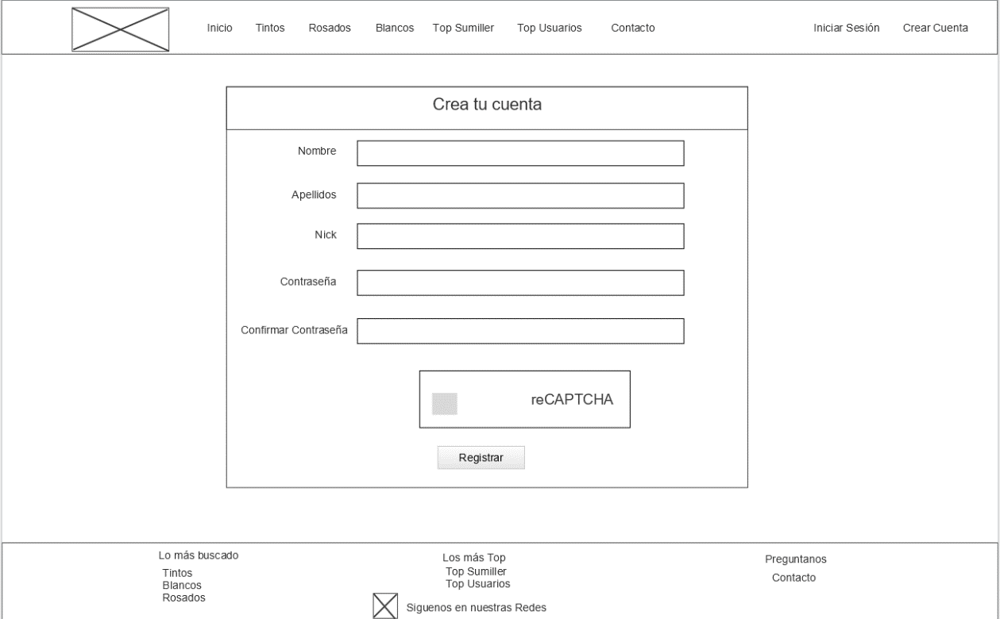 Inicio Tintos Rosados Blancos Top Sumiller Top Usuarios Contacto Iniciar Sesión Crear Cuenta
Crea tu cuenta
Nombre
Apellidos
Nick
Contraseña
Confirmar Contraseña
reCAPTCHA
Registrar
Lo más buscado
Tintos
Blancos
Rosados
Los más Top
Top Sumiller
Top Usuarios
Siguenos en nuestras Redes
Preguntanos
Contacto